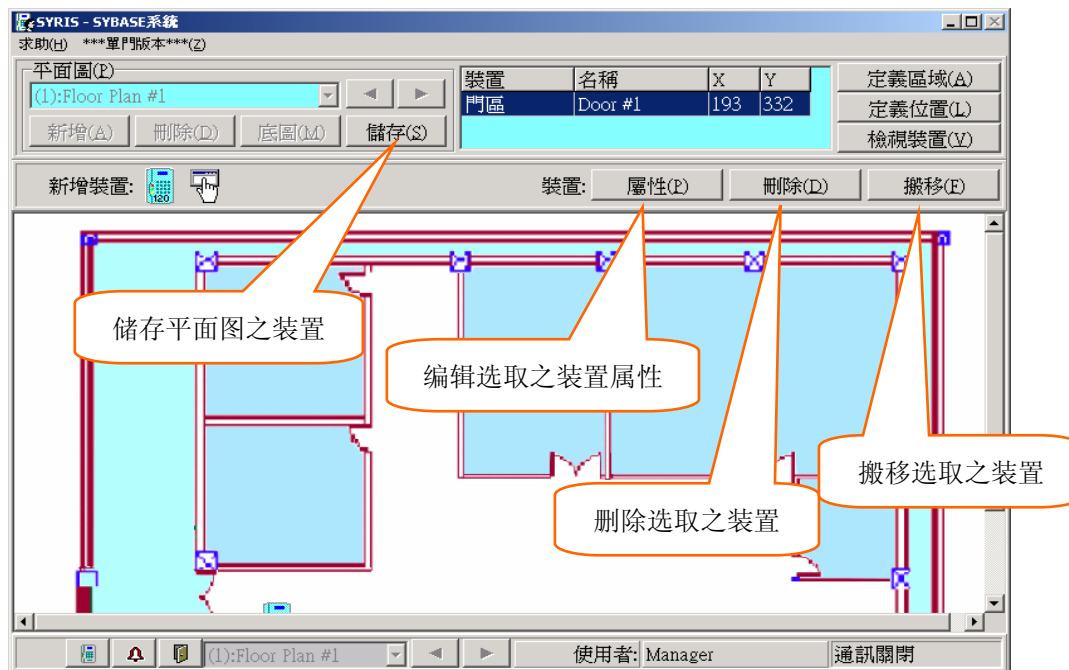 SYRIS - SYBASE系統
求助(H) ***單門版本***(Z)
平面圖(P)
(1):Floor Plan #1
新增(A) 刪除(D) 底圖(M) 儲存(S)
裝置 名稱 X Y
門區 Door #1 193 332
定義區域(A)
定義位置(L)
檢視裝置(V)
新增裝置: 120 裝置: 屬性(P) 刪除(D) 搬移(F)
储存平面图之装置
编辑选取之装置属性
搬移选取之装置
删除选取之装置
(1):Floor Plan #1 使用者: Manager 通訊關閉